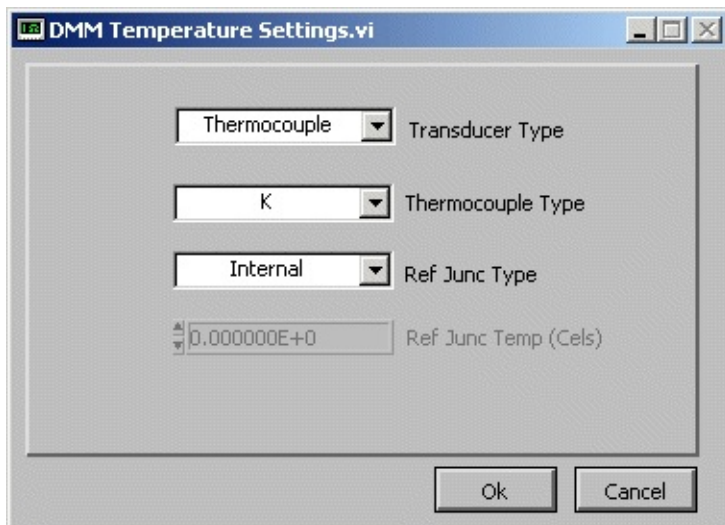 DMM Temperature Settings.vi
Thermocouple Transducer Type
K Thermocouple Type
Internal Ref Junc Type
0.000000E+0 Ref Junc Temp (Cels)
Ok Cancel